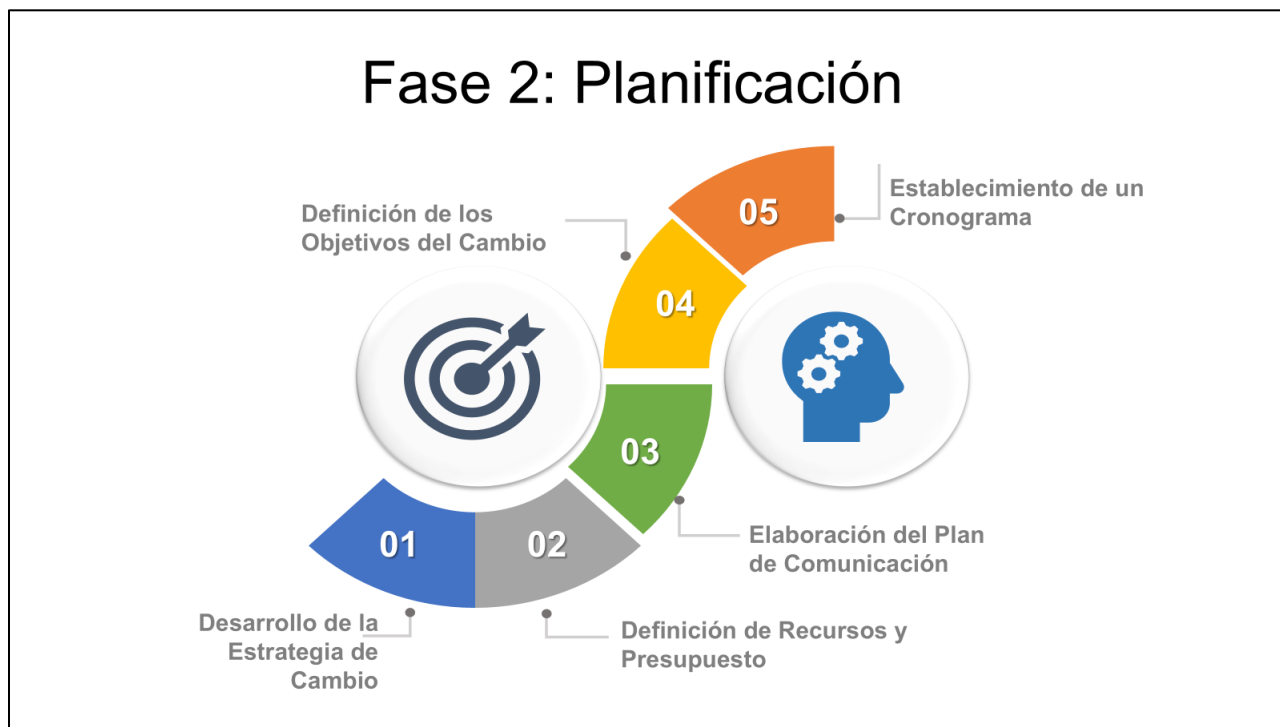 Fase 2: Planificación
05
Establecimiento de un
Cronograma
Definición de los
Objetivos del Cambio
04
03
Elaboración del Plan
de Comunicación
01
02
Desarrollo de la
Estrategia de
Cambio
Definición de Recursos y
Presupuesto